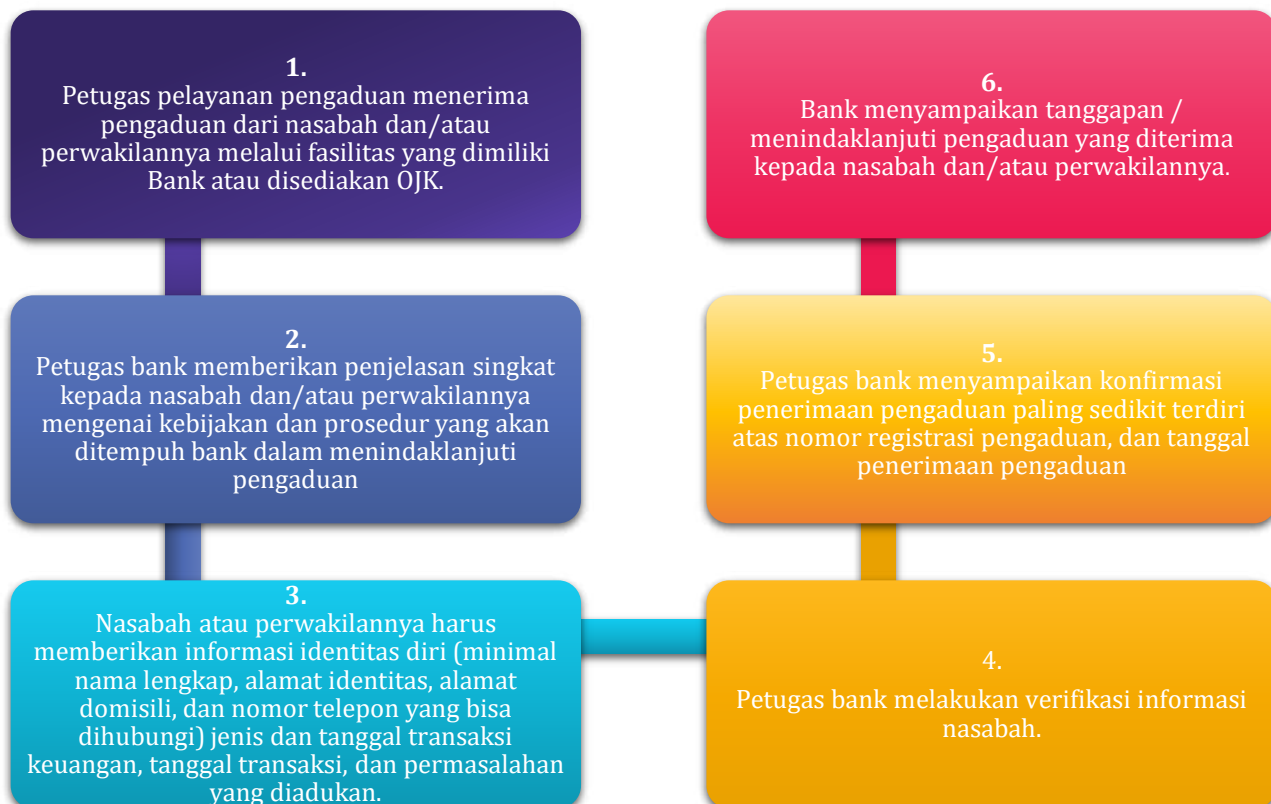 1.
Petugas pelayanan pengaduan menerima
pengaduan dari nasabah dan/atau
perwakilannya melalui fasilitas yang dimiliki
Bank atau disediakan OJK.
2.
Petugas bank memberikan penjelasan singkat
kepada nasabah dan/atau perwakilannya
mengenai kebijakan dan prosedur yang akan
ditempuh bank dalam menindaklanjuti
pengaduan
3.
Nasabah atau perwakilannya harus
memberikan informasi identitas diri (minimal
nama lengkap, alamat identitas, alamat
domisili, dan nomor telepon yang bisa
dihubungi) jenis dan tanggal transaksi
keuangan, tanggal transaksi, dan permasalahan
yang diadukan.
4.
Petugas bank melakukan verifikasi informasi
nasabah.
5.
Petugas bank menyampaikan konfirmasi
penerimaan pengaduan paling sedikit terdiri
atas nomor registrasi pengaduan, dan tanggal
penerimaan pengaduan
6.
Bank menyampaikan tanggapan /
menindaklanjuti pengaduan yang diterima
kepada nasabah dan/atau perwakilannya.